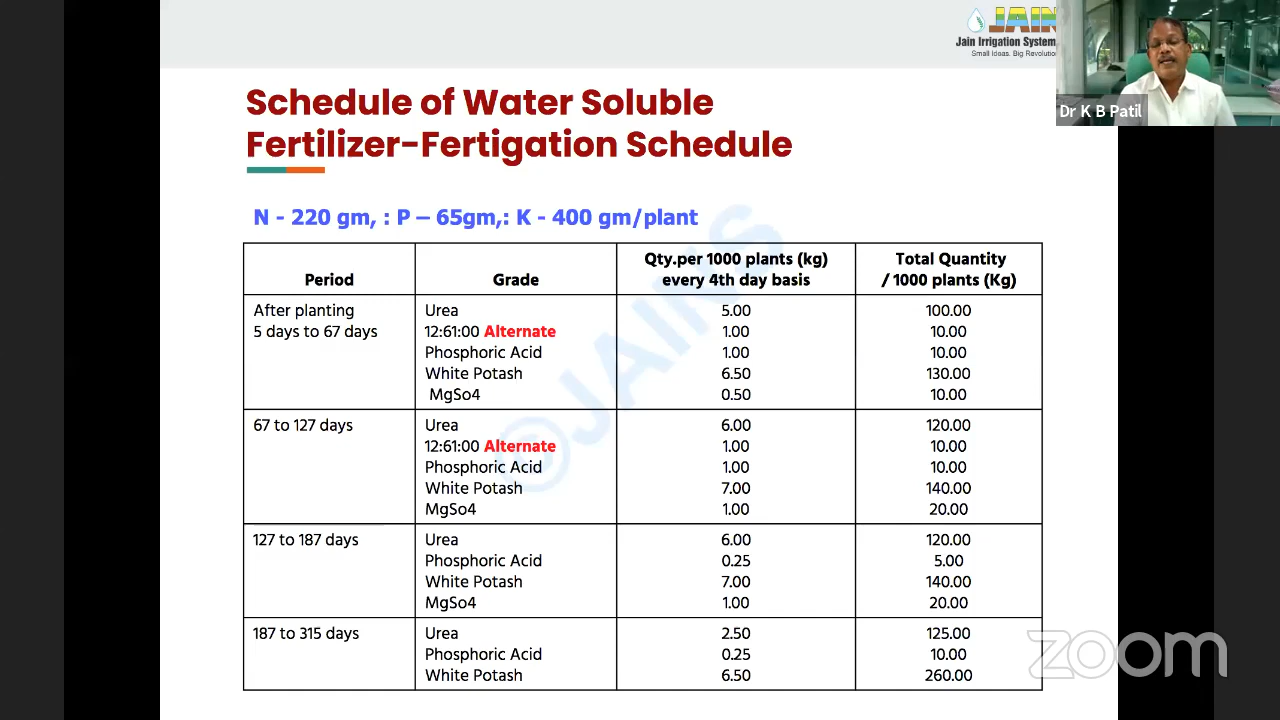 JAIN
Jain Irrigation System
Small Ideas. Big Revolution
Dr K B Patil
Schedule of Water Soluble
Fertilizer-Fertigation Schedule
N - 220 gm, : P – 65gm,: K - 400 gm/plant
Period Grade Qty.per 1000 plants (kg) every 4th day basis Total Quantity / 1000 plants (Kg)
After planting Urea 5.00 100.00
5 days to 67 days 12:61:00 Alternate 1.00 10.00
Phosphoric Acid 1.00 10.00
White Potash 6.50 130.00
MgSo4 0.50 10.00
67 to 127 days Urea 6.00 120.00
12:61:00 Alternate 1.00 10.00
Phosphoric Acid 1.00 10.00
White Potash 7.00 140.00
MgSo4 1.00 20.00
127 to 187 days Urea 6.00 120.00
Phosphoric Acid 0.25 5.00
White Potash 7.00 140.00
MgSo4 1.00 20.00
187 to 315 days Urea 2.50 125.00
Phosphoric Acid 0.25 10.00
White Potash 6.50 260.00
©JAINS
zoom